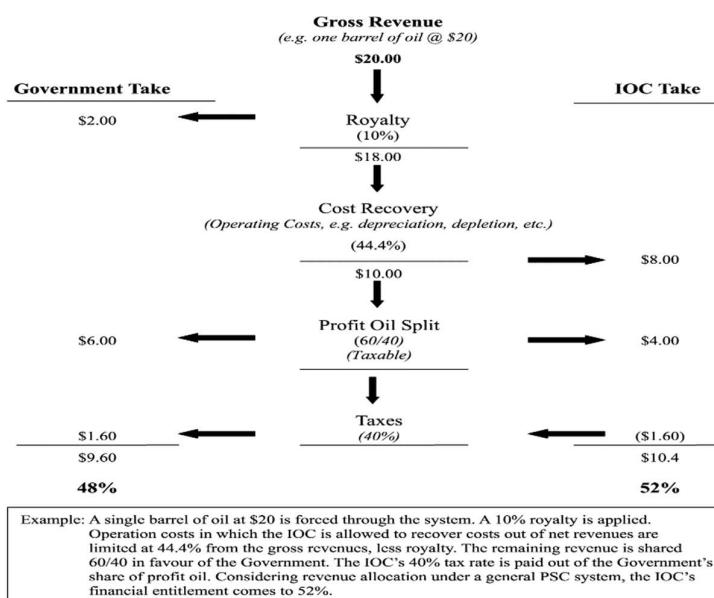 Gross Revenue
(e.g. one barrel of oil @ $20)
$20.00
Government Take
IOC Take
$2.00
Royalty
(10%)
$18.00
Cost Recovery
(Operating Costs, e.g. depreciation, depletion, etc.)
(44.4%)
$8.00
$10.00
Profit Oil Split
$6.00
(60/40)
$4.00
(Taxable)
Taxes
$1.60
(40%)
($1.60)
$9.60
$10.4
48%
52%
Example: A single barrel of oil at $20 is forced through the system. A 10% royalty is applied.
Operation costs in which the IOC is allowed to recover costs out of net revenues are
limited at 44.4% from the gross revenues, less royalty. The remaining revenue is shared
60/40 in favour of the Government. The IOC's 40% tax rate is paid out of the Government's
share of profit oil. Considering revenue allocation under a general PSC system, the IOC's
financial entitlement comes to 52%.